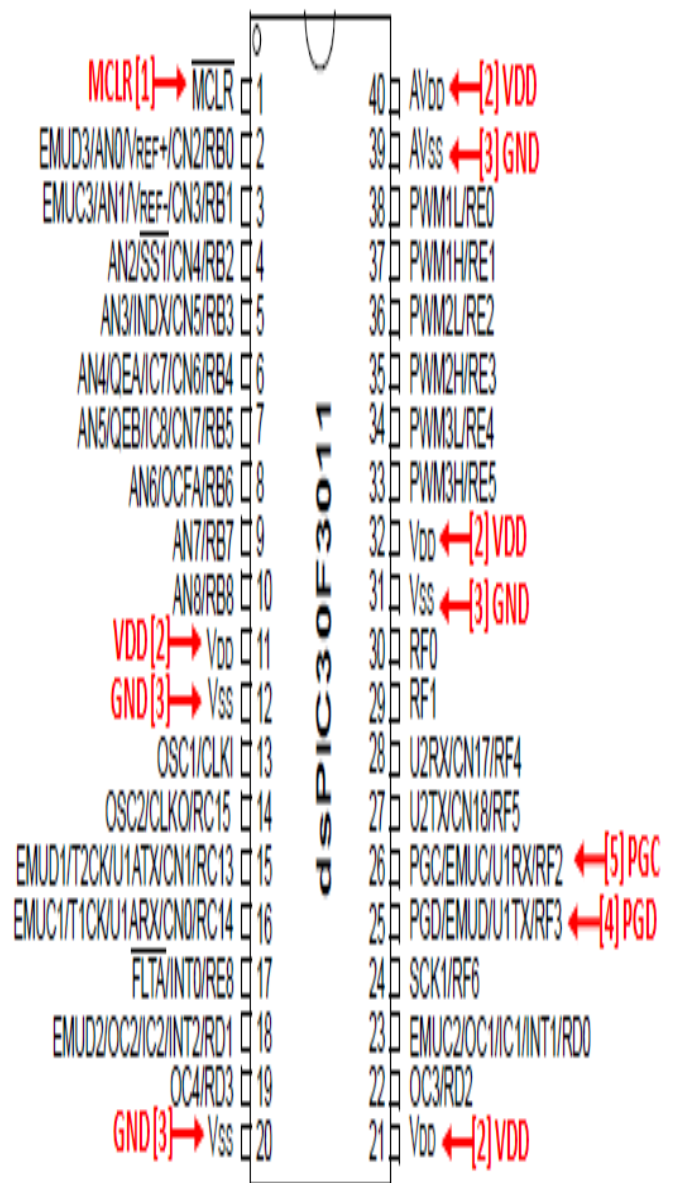 MCLR[1] MCLR 1
EMUD3/AN0/VREF+/CN2/RB0 2
EMUC3/AN1/VREF-/CN3/RB1 3
AN2/SS1/CN4/RB2 4
AN3/INDX/CN5/RB3 5
AN4/QEA/IC7/CN6/RB4 6
AN5/QEB/IC8/CN7/RB5 7
AN6/OCFA/RB6 8
AN7/RB7 9
AN8/RB8 10
VDD[2] VDD 11
GND[3] VSS 12
OSC1/CLKI 13
OSC2/CLKO/RC15 14
EMUD1/T2CK/U1ATX/CN1/RC13 15
EMUC1/T1CK/U1ARX/CN0/RC14 16
FLTA/INT0/RE8 17
EMUD2/OC2/IC2/INT2/RD1 18
OC4/RD3 19
GND[3] VSS 20
dsPIC30F3011
40 AVDD [2]VDD
39 AVSS [3]GND
38 PWM1L/RE0
37 PWM1H/RE1
36 PWM2L/RE2
35 PWM2H/RE3
34 PWM3L/RE4
33 PWM3H/RE5
32 VDD [2]VDD
31 VSS [3]GND
30 RF0
29 RF1
28 U2RX/CN17/RF4
27 U2TX/CN18/RF5
26 PGC/EMUC/U1RX/RF2 [5]PGC
25 PGD/EMUD/U1TX/RF3 [4]PGD
24 SCK1/RF6
23 EMUC2/OC1/IC1/INT1/RD0
22 OC3/RD2
21 VDD [2]VDD